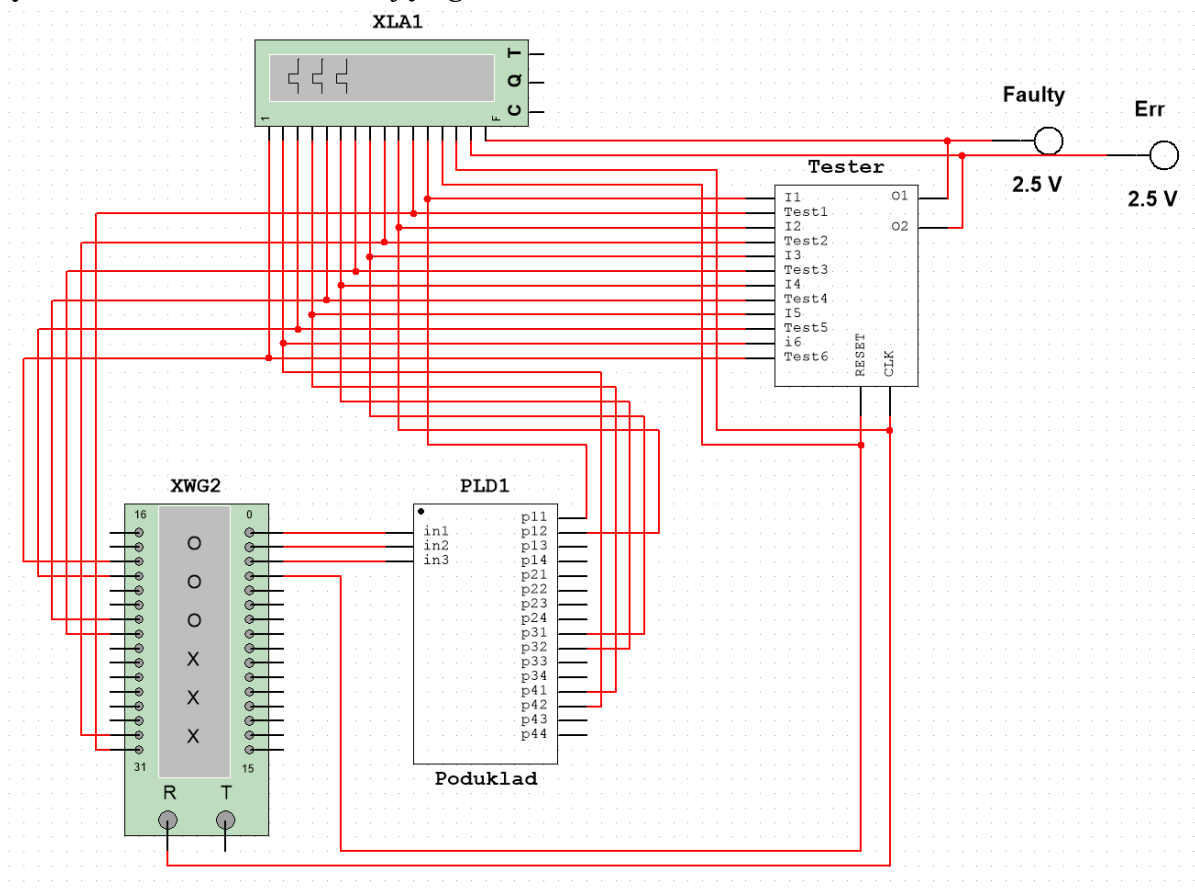 XLA1
T
Q
C
1
F
Faulty
Err
2.5 V
2.5 V
Tester
I1
Test1
I2
Test2
I3
Test3
I4
Test4
I5
Test5
i6
Test6
O1
O2
RESET
CLK
XWG2
16
0
O
O
O
X
X
X
31
15
R
T
PLD1
in1
in2
in3
p11
p12
p13
p14
p21
p22
p23
p24
p31
p32
p33
p34
p41
p42
p43
p44
Poduklad